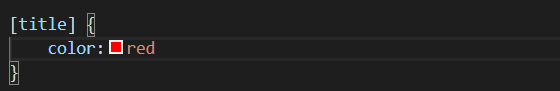 [title] {
    color:red
}